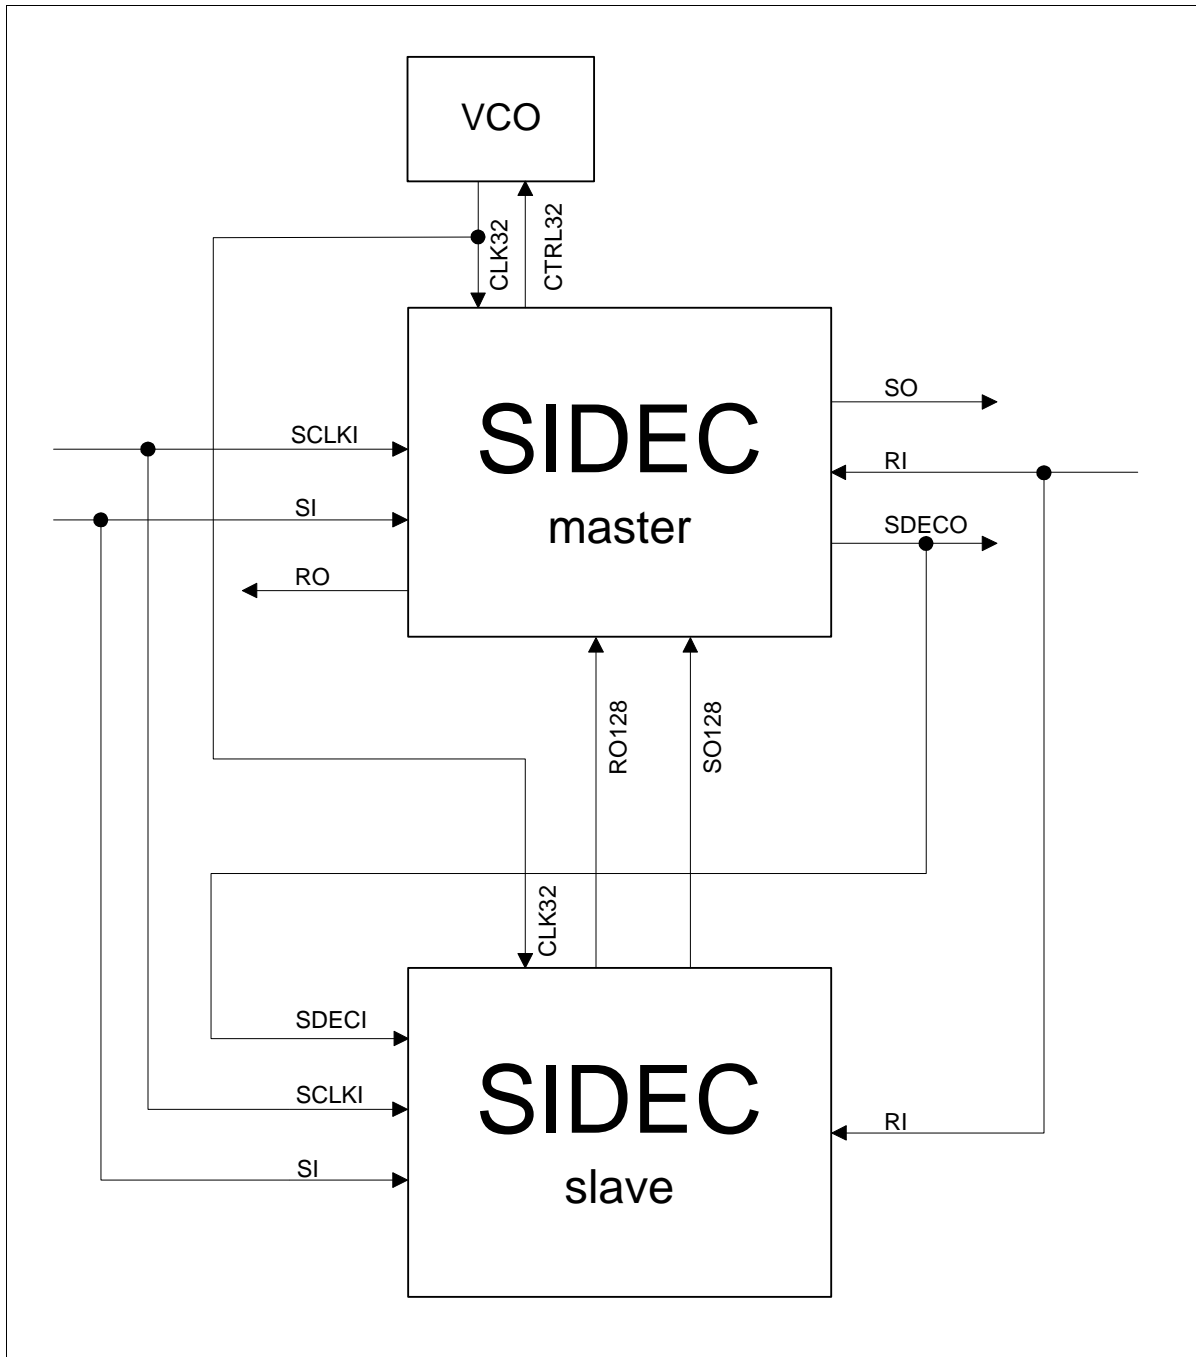 VCO
CLK32
CTRL32
SO
SCLKI
SIDEC
RI
SI
master
SDECO
RO
RO128
SO128
CLK32
SDECI
SIDEC
SCLKI
RI
SI
slave